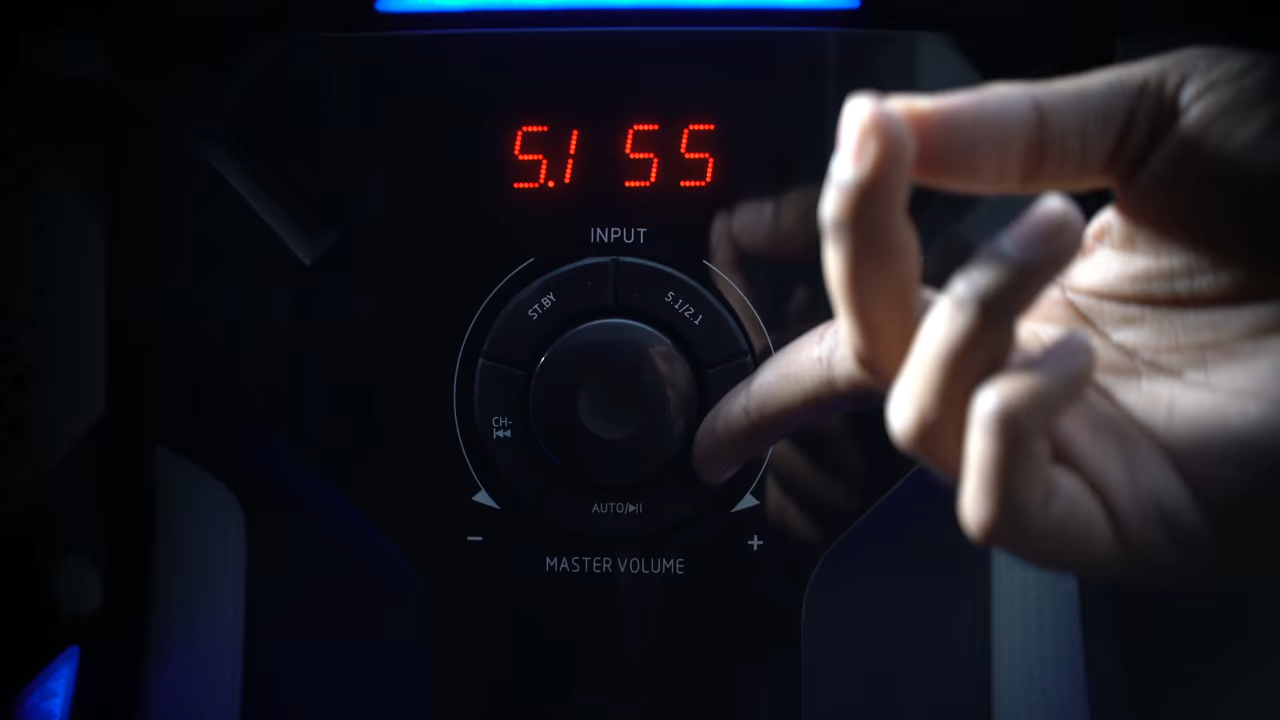 5.1 55
INPUT
ST.BY
5.1/2.1
CH-
AUTO/
- +
MASTER VOLUME